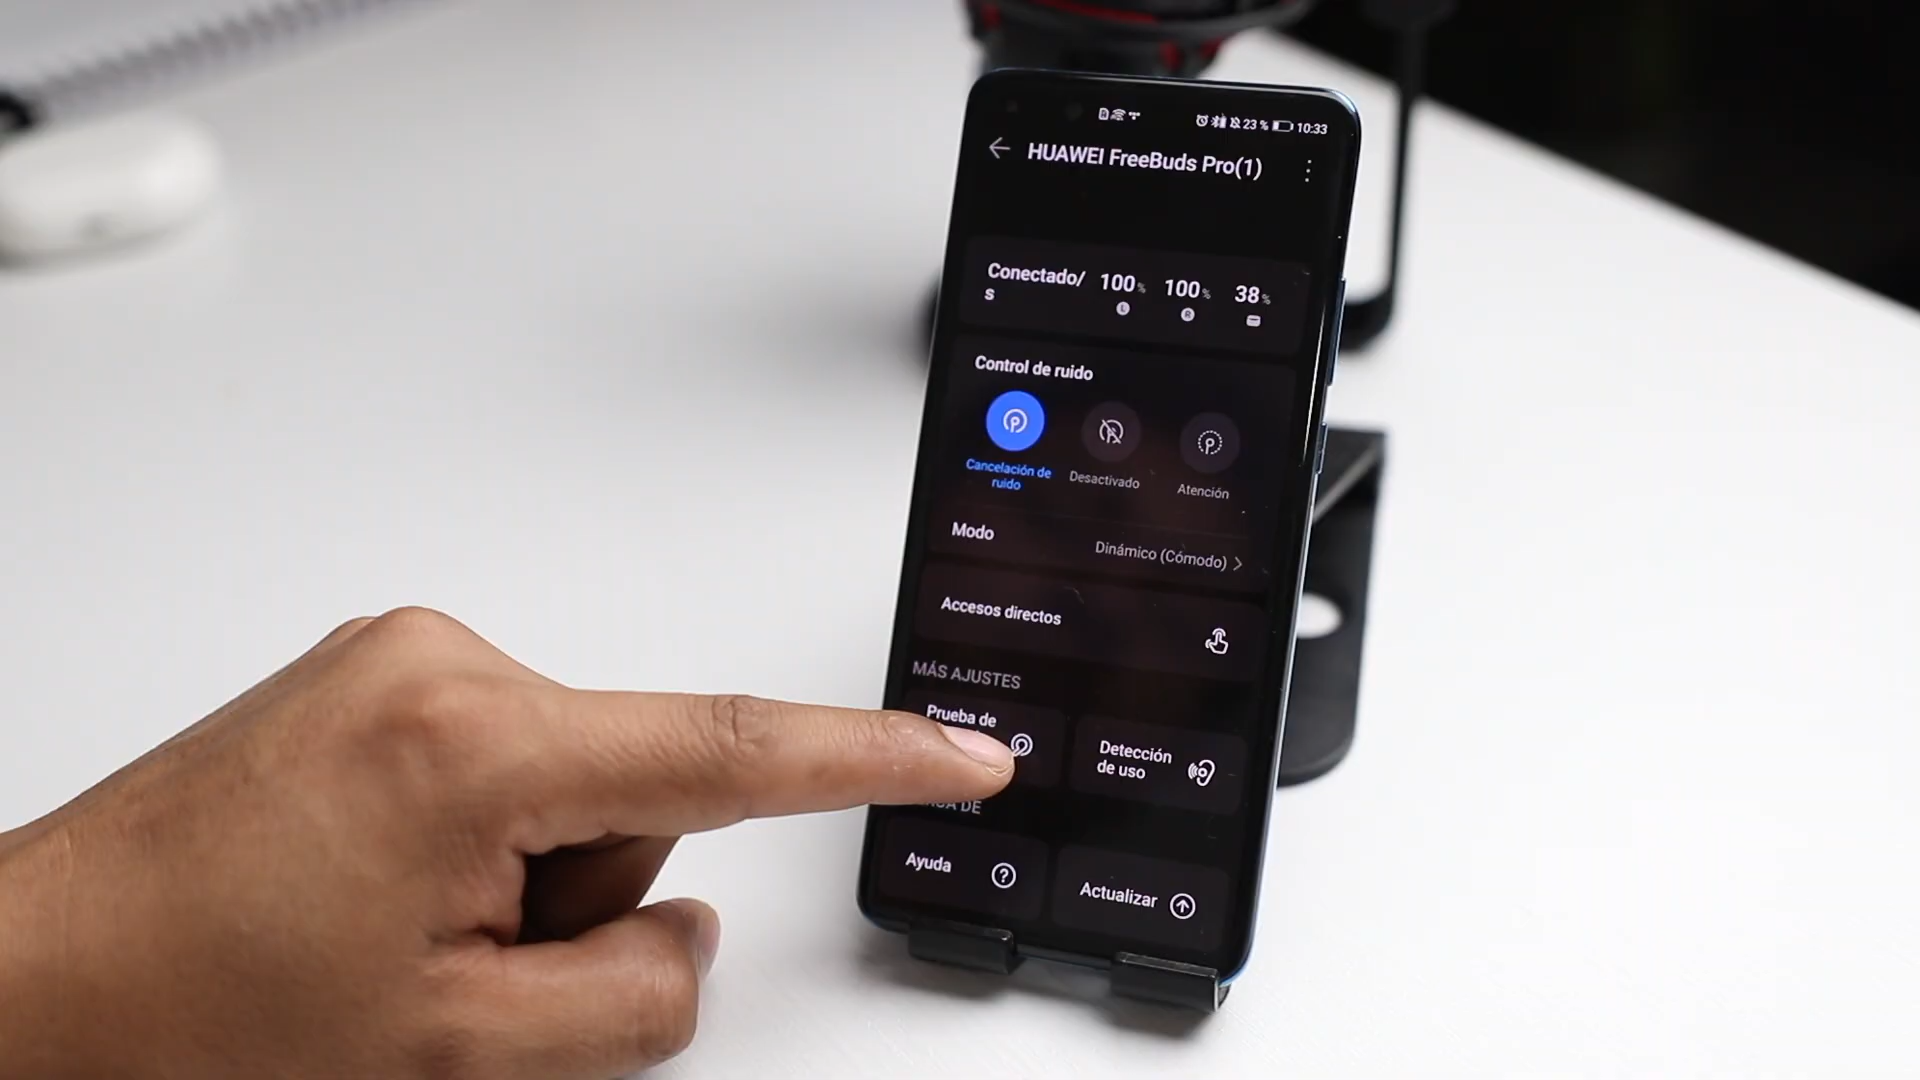 23 % 10:33
HUAWEI FreeBuds Pro(1)
Conectado/
s
100 % 100 % 38 %
L R
Control de ruido
Cancelación de
ruido
Desactivado
Atención
Modo
Dinámico (Cómodo)
Accesos directos
MÁS AJUSTES
Prueba de
Detección
de uso
DE
Ayuda
Actualizar